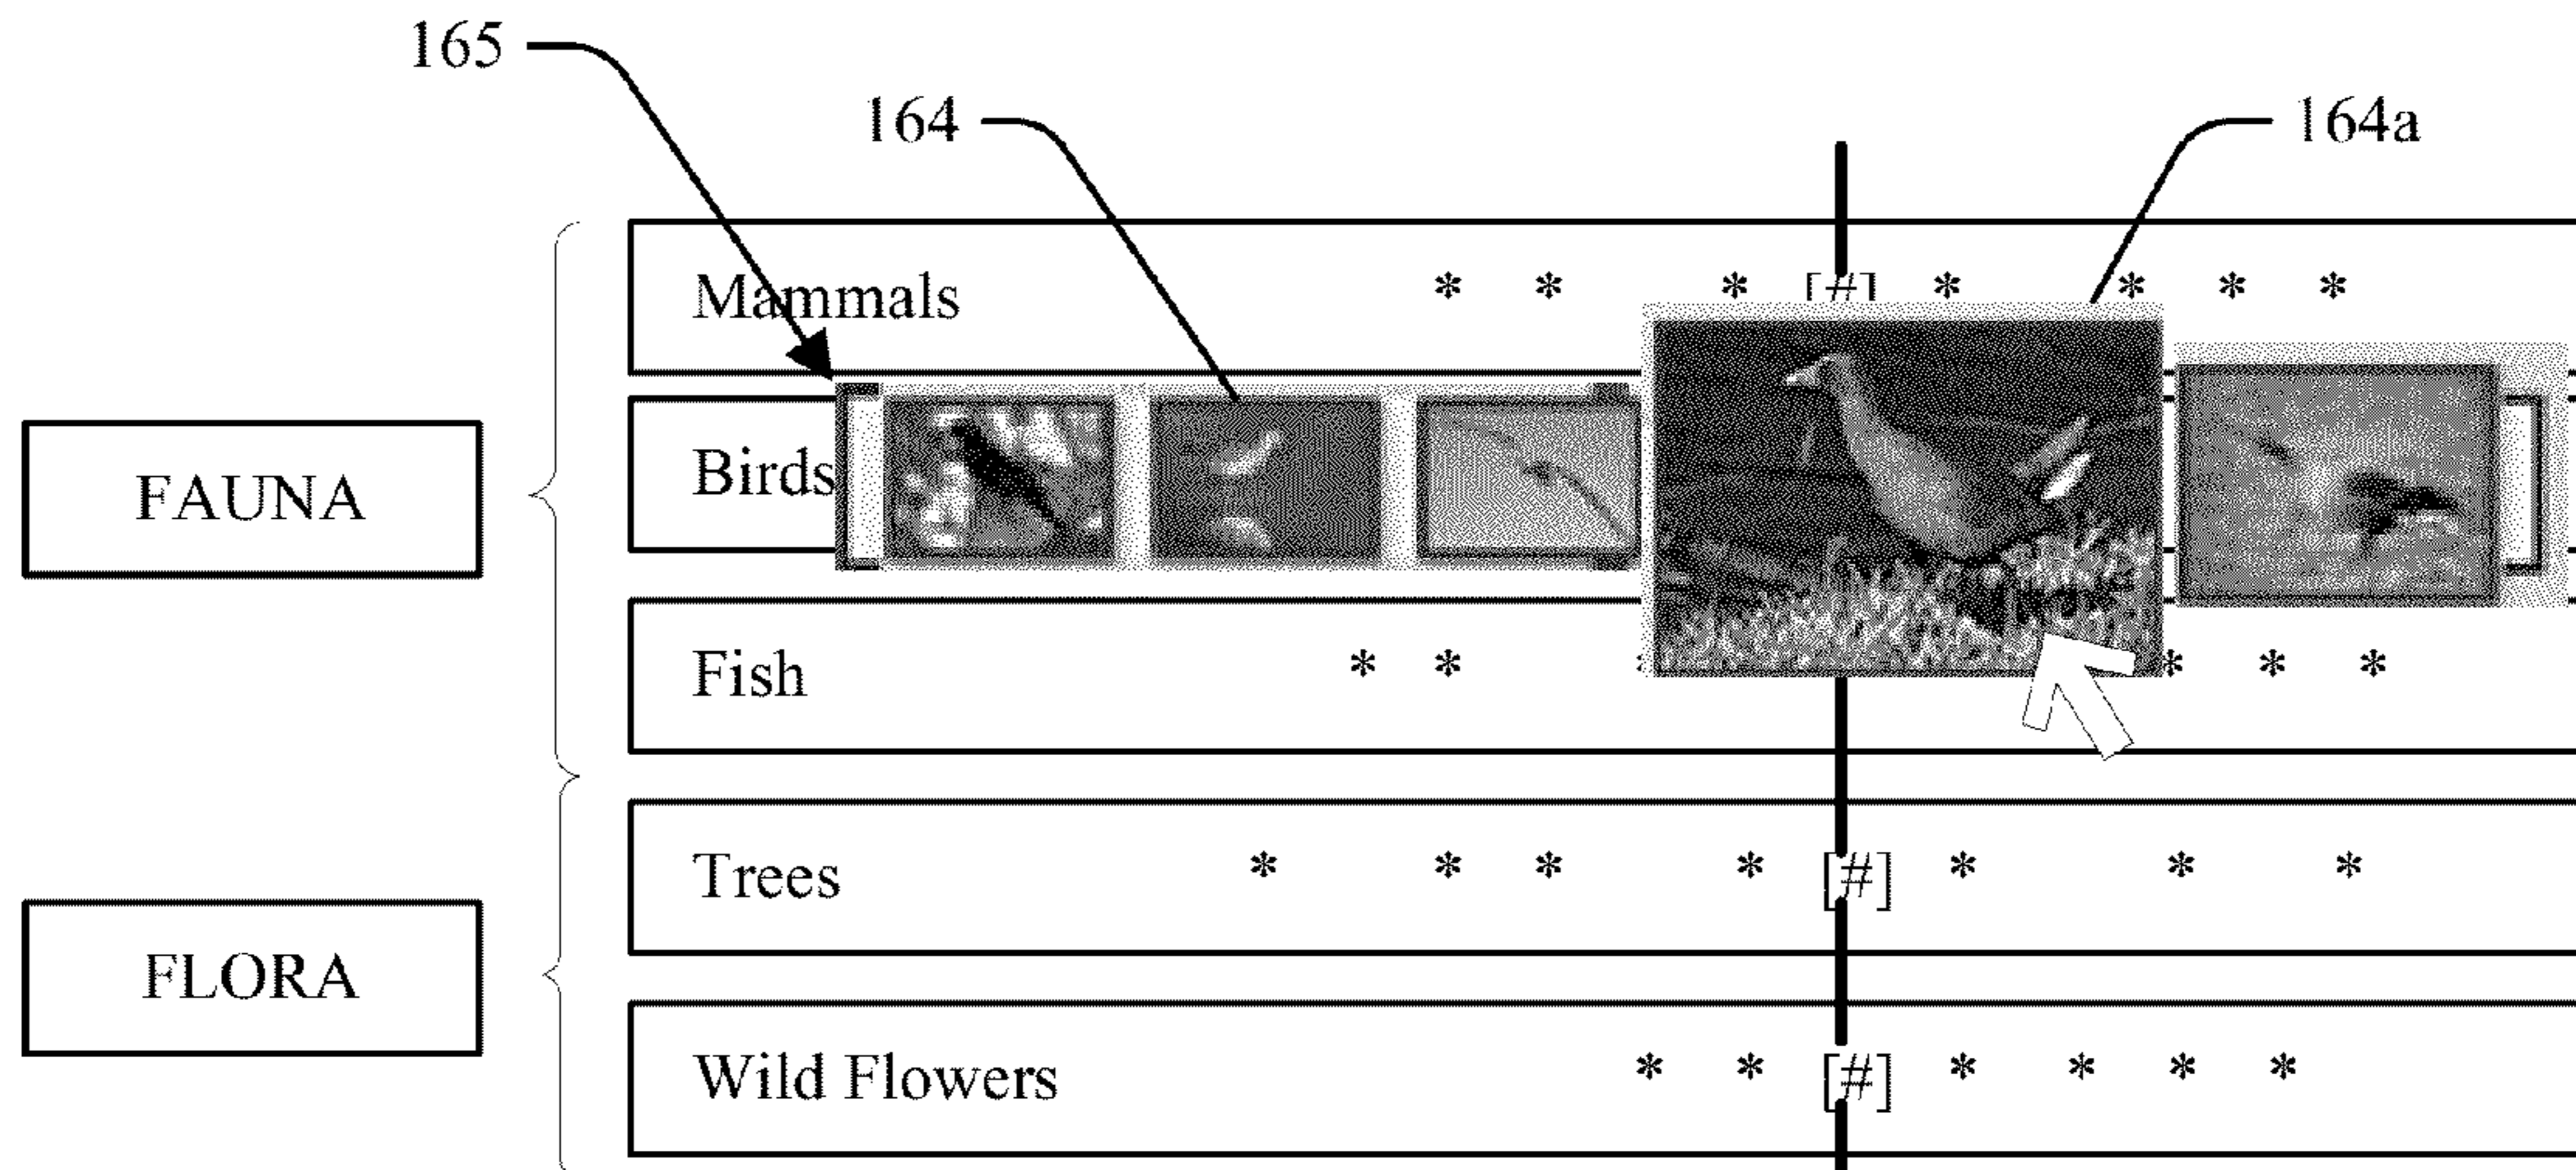 165
164
164a
Mammals * * * [#] * * * *
FAUNA
Birds
Fish * * * * *
Trees * * * * [#] * * *
FLORA
Wild Flowers * * [#] * * * *